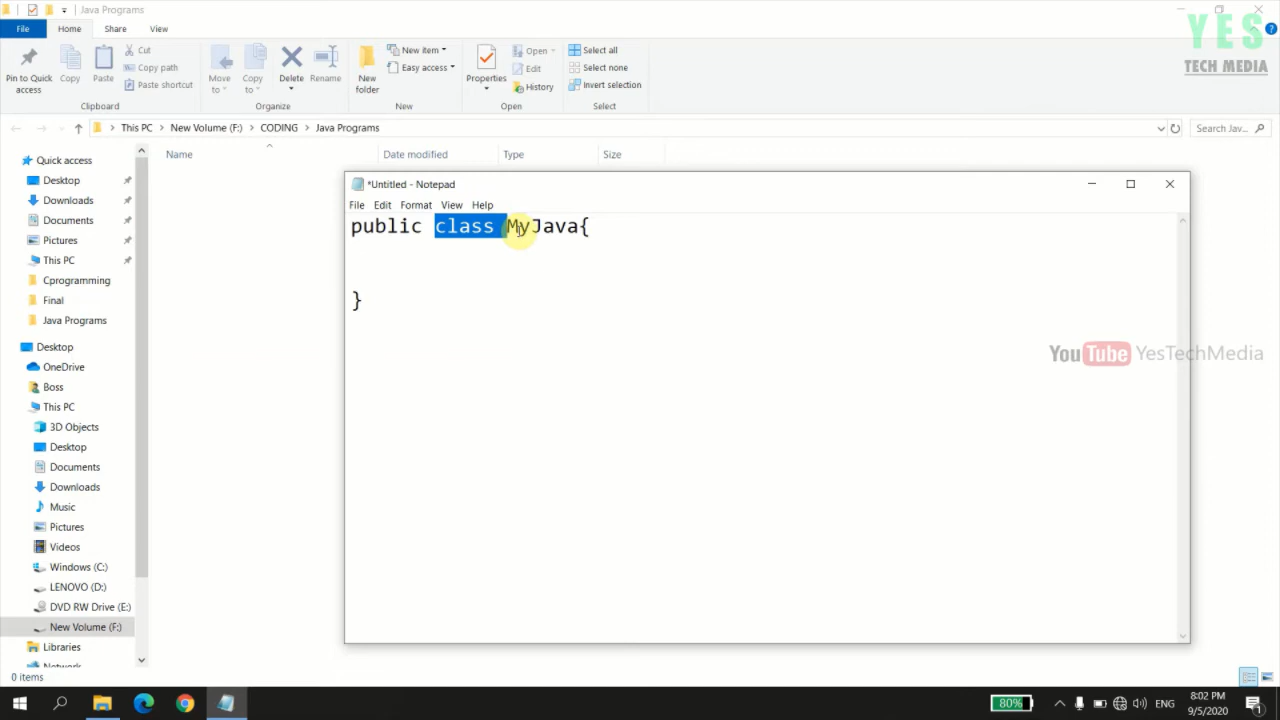 Java Programs
File Home Share View
YES
TECH MEDIA
Pin to Quick access
Copy
Paste
Cut
Copy path
Paste shortcut
Clipboard
Move to
Copy to
Delete
Rename
Organize
New folder
New item
Easy access
New
Properties
Open
Edit
History
Open
Select all
Select none
Invert selection
Select
This PC > New Volume (F:) > CODING > Java Programs
Search Jav...
Name Date modified Type Size
Quick access
Desktop
Downloads
Documents
Pictures
This PC
Cprogramming
Final
Java Programs
Desktop
OneDrive
Boss
This PC
3D Objects
Desktop
Documents
Downloads
Music
Pictures
Videos
Windows (C:)
LENOVO (D:)
DVD RW Drive (E:)
New Volume (F:)
Libraries
Network
0 items
*Untitled - Notepad
File Edit Format View Help
public class MyJava{
}
YouTube YesTechMedia
80%
ENG
8:02 PM
9/5/2020
1